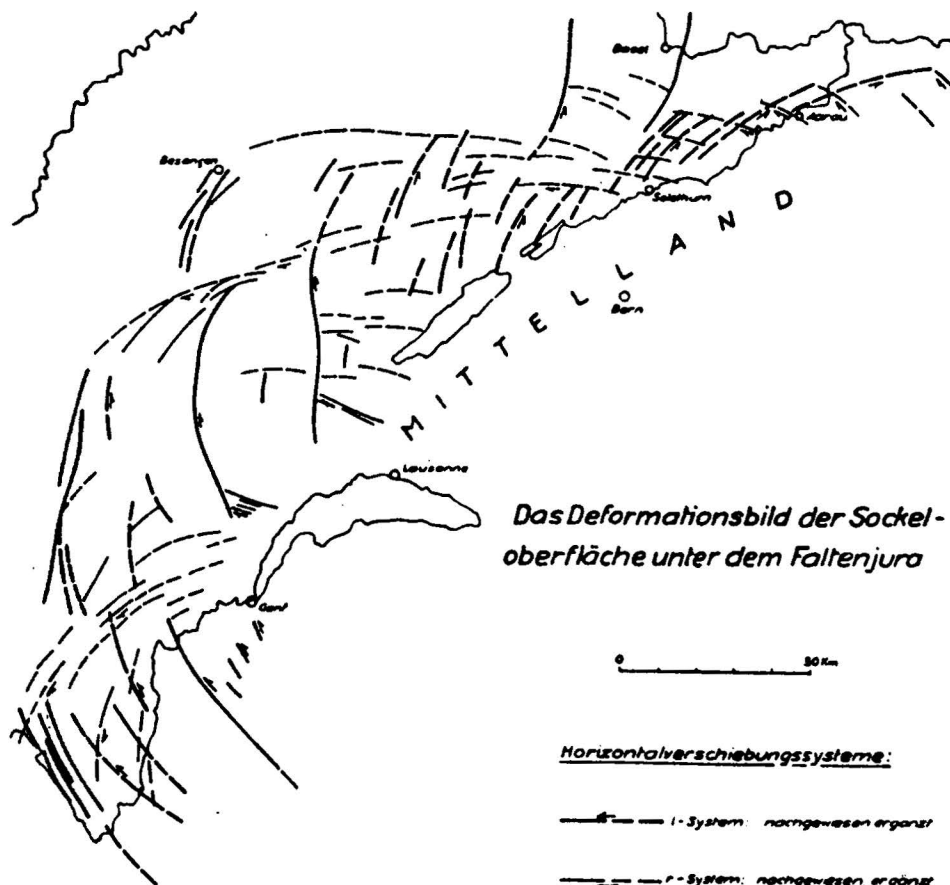 Basel
Aarau
Besançon
Solothurn
MITTELLAND
Bern
Lausanne
Das Deformationsbild der Sockel-
oberfläche unter dem Faltenjura
Genf
0 50 Km
Horizontalverschiebungssysteme:
l-System: nachgewiesen ergänzt
r-System: nachgewiesen ergänzt